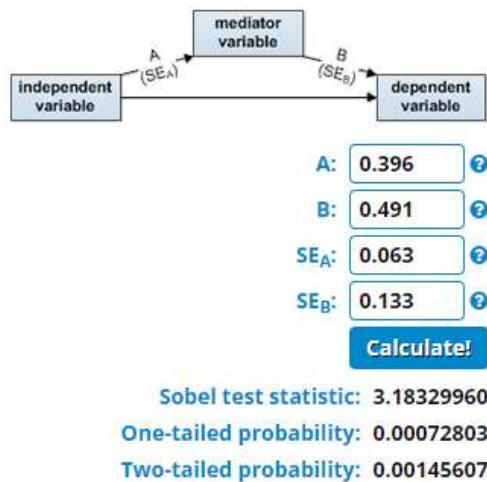 mediator
variable
A
(SEA)
B
(SEB)
independent
variable
dependent
variable
A: 0.396 ?
B: 0.491 ?
SEA: 0.063 ?
SEB: 0.133 ?
Calculate!
Sobel test statistic: 3.18329960
One-tailed probability: 0.00072803
Two-tailed probability: 0.00145607